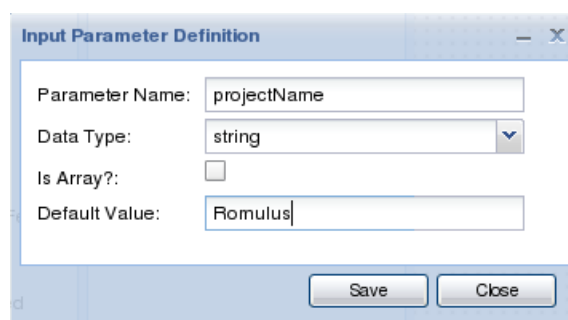 Input Parameter Definition
Parameter Name: projectName
Data Type: string
Is Array?:
Default Value: Romulus
Save Close